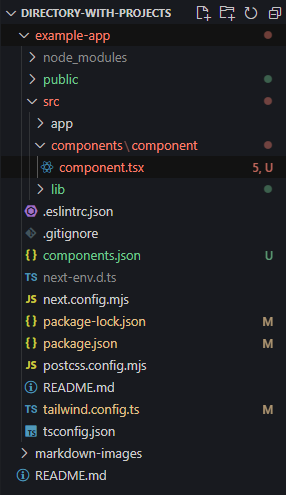 DIRECTORY-WITH-PROJECTS
example-app
node_modules
public
src
app
components\component
component.tsx 5, U
lib
.eslintrc.json
.gitignore
{} components.json U
TS next-env.d.ts
JS next.config.mjs
{} package-lock.json M
{} package.json M
JS postcss.config.mjs
README.md
TS tailwind.config.ts M
TS tsconfig.json
markdown-images
README.md